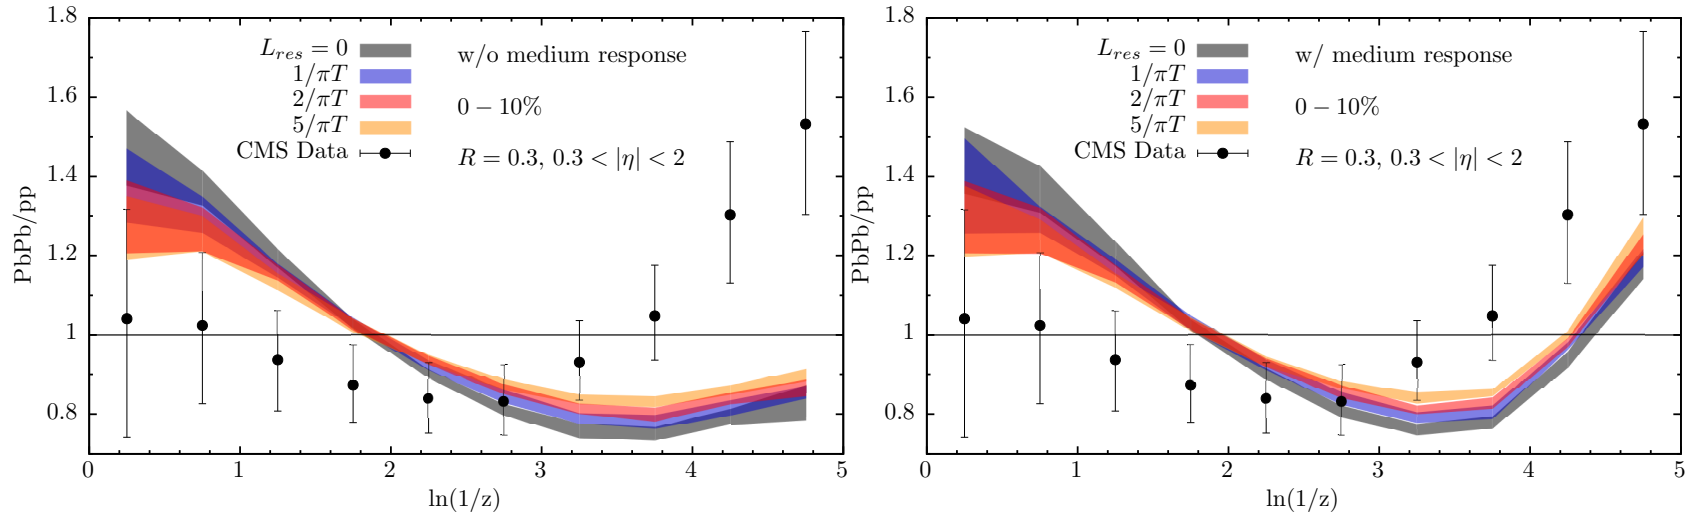 1.8
1.6
1.4
1.2
1
0.8
PbPb/pp
L_res = 0
1/πT
2/πT
5/πT
CMS Data
w/o medium response
0 − 10%
R = 0.3, 0.3 < |η| < 2
0 1 2 3 4 5
ln(1/z)
1.8
1.6
1.4
1.2
1
0.8
PbPb/pp
L_res = 0
1/πT
2/πT
5/πT
CMS Data
w/ medium response
0 − 10%
R = 0.3, 0.3 < |η| < 2
0 1 2 3 4 5
ln(1/z)